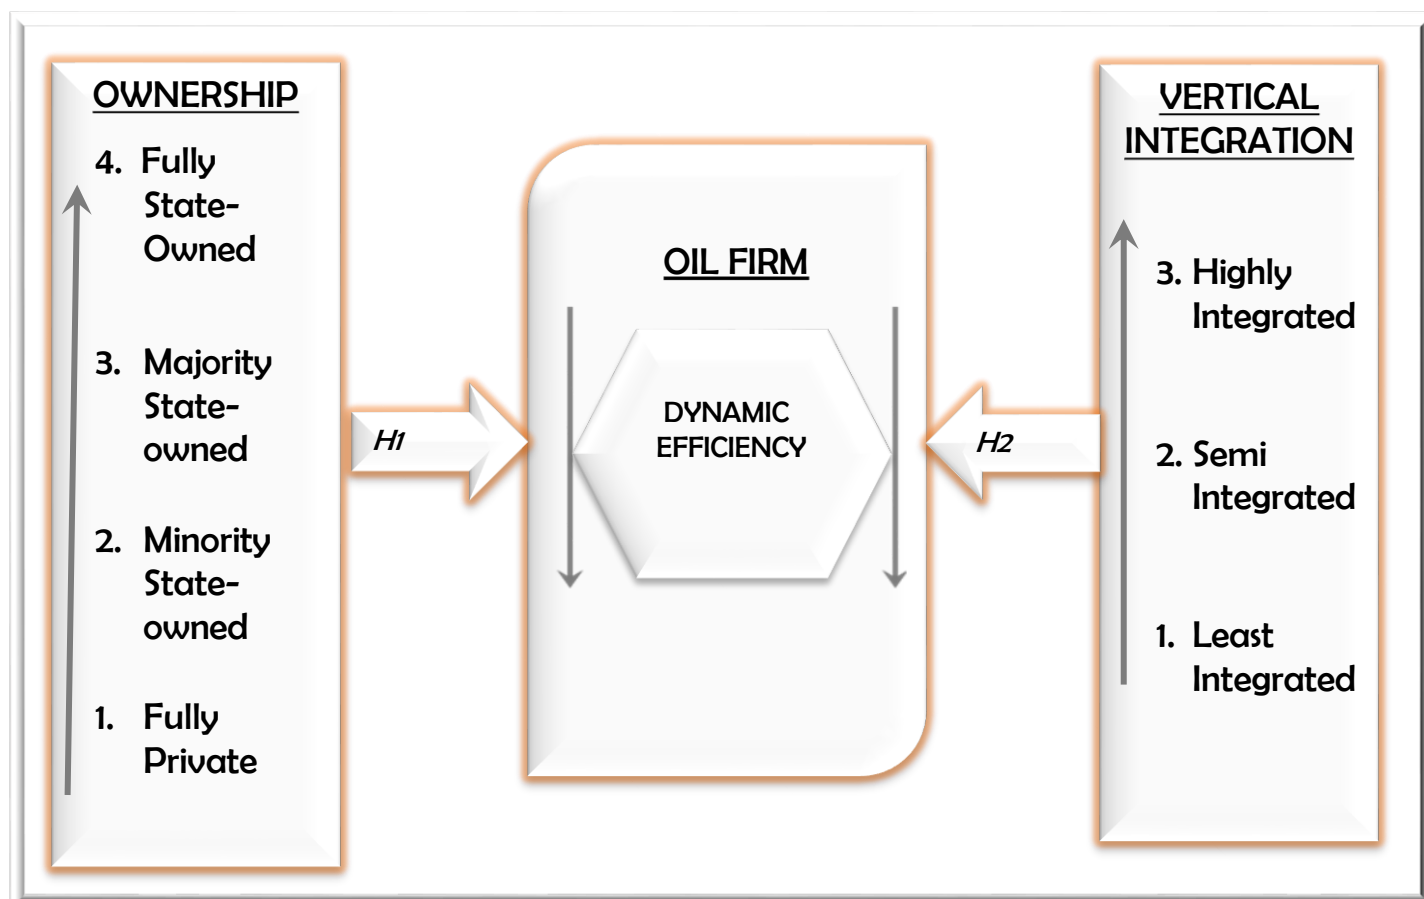 OWNERSHIP
4. Fully
State-
Owned
3. Majority
State-
owned
2. Minority
State-
owned
1. Fully
Private
H1
OIL FIRM
DYNAMIC
EFFICIENCY
H2
VERTICAL
INTEGRATION
3. Highly
Integrated
2. Semi
Integrated
1. Least
Integrated